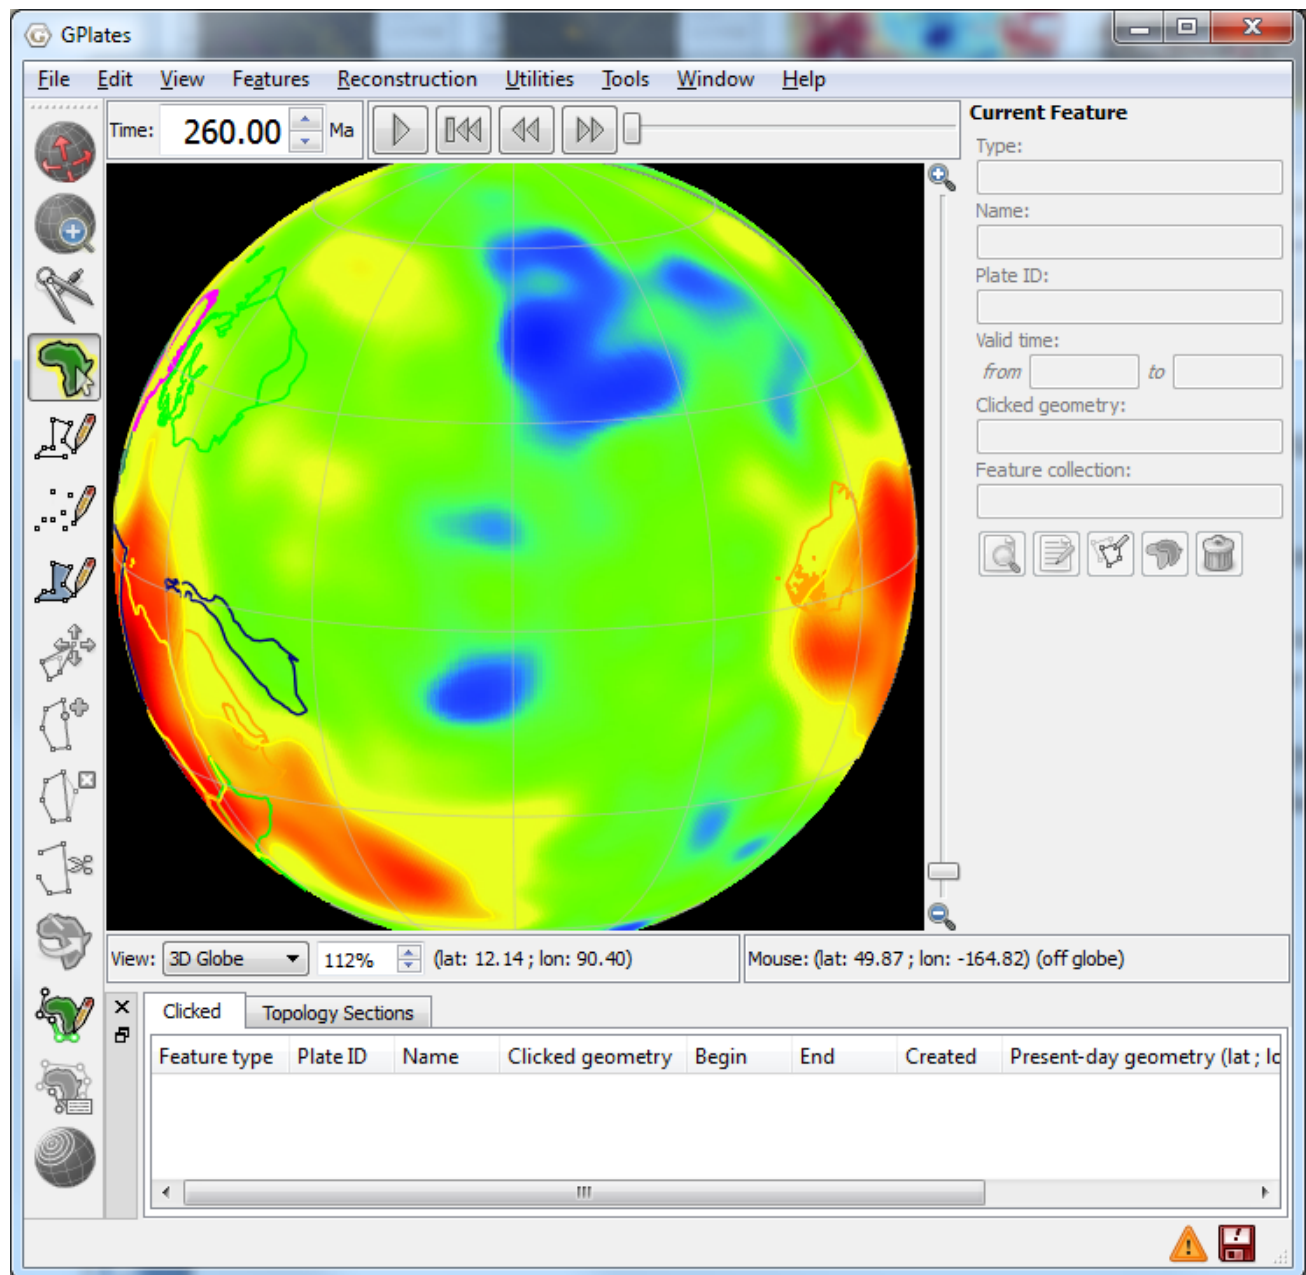 GPlates
File Edit View Features Reconstruction Utilities Tools Window Help
Time: 260.00 Ma
Current Feature
Type:
Name:
Plate ID:
Valid time:
from to
Clicked geometry:
Feature collection:
View: 3D Globe 112% (lat: 12.14 ; lon: 90.40) Mouse: (lat: 49.87 ; lon: -164.82) (off globe)
Clicked Topology Sections
Feature type Plate ID Name Clicked geometry Begin End Created Present-day geometry (lat ; lo